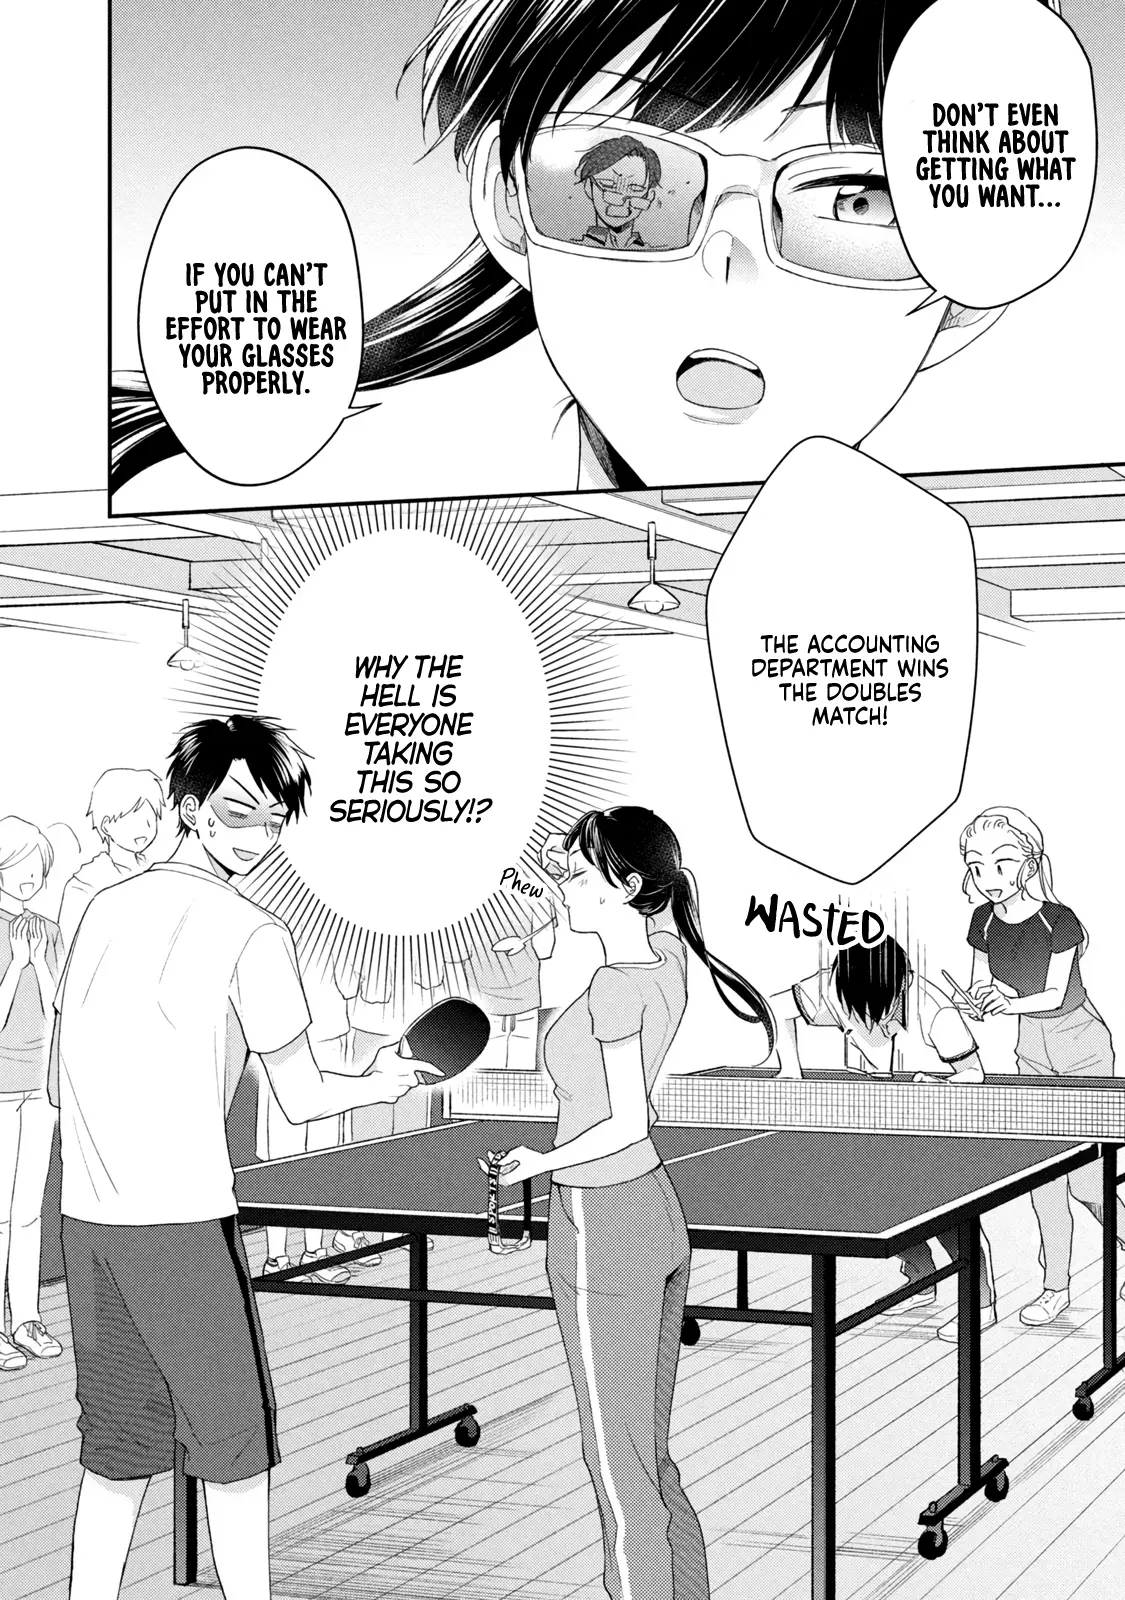 DON'T EVEN
THINK ABOUT
GETTING WHAT
YOU WANT...
IF YOU CAN'T
PUT IN THE
EFFORT TO WEAR
YOUR GLASSES
PROPERLY.
THE ACCOUNTING
DEPARTMENT WINS
THE DOUBLES
MATCH!
WHY THE
HELL IS
EVERYONE
TAKING
THIS SO
SERIOUSLY!?
Phew
WASTED